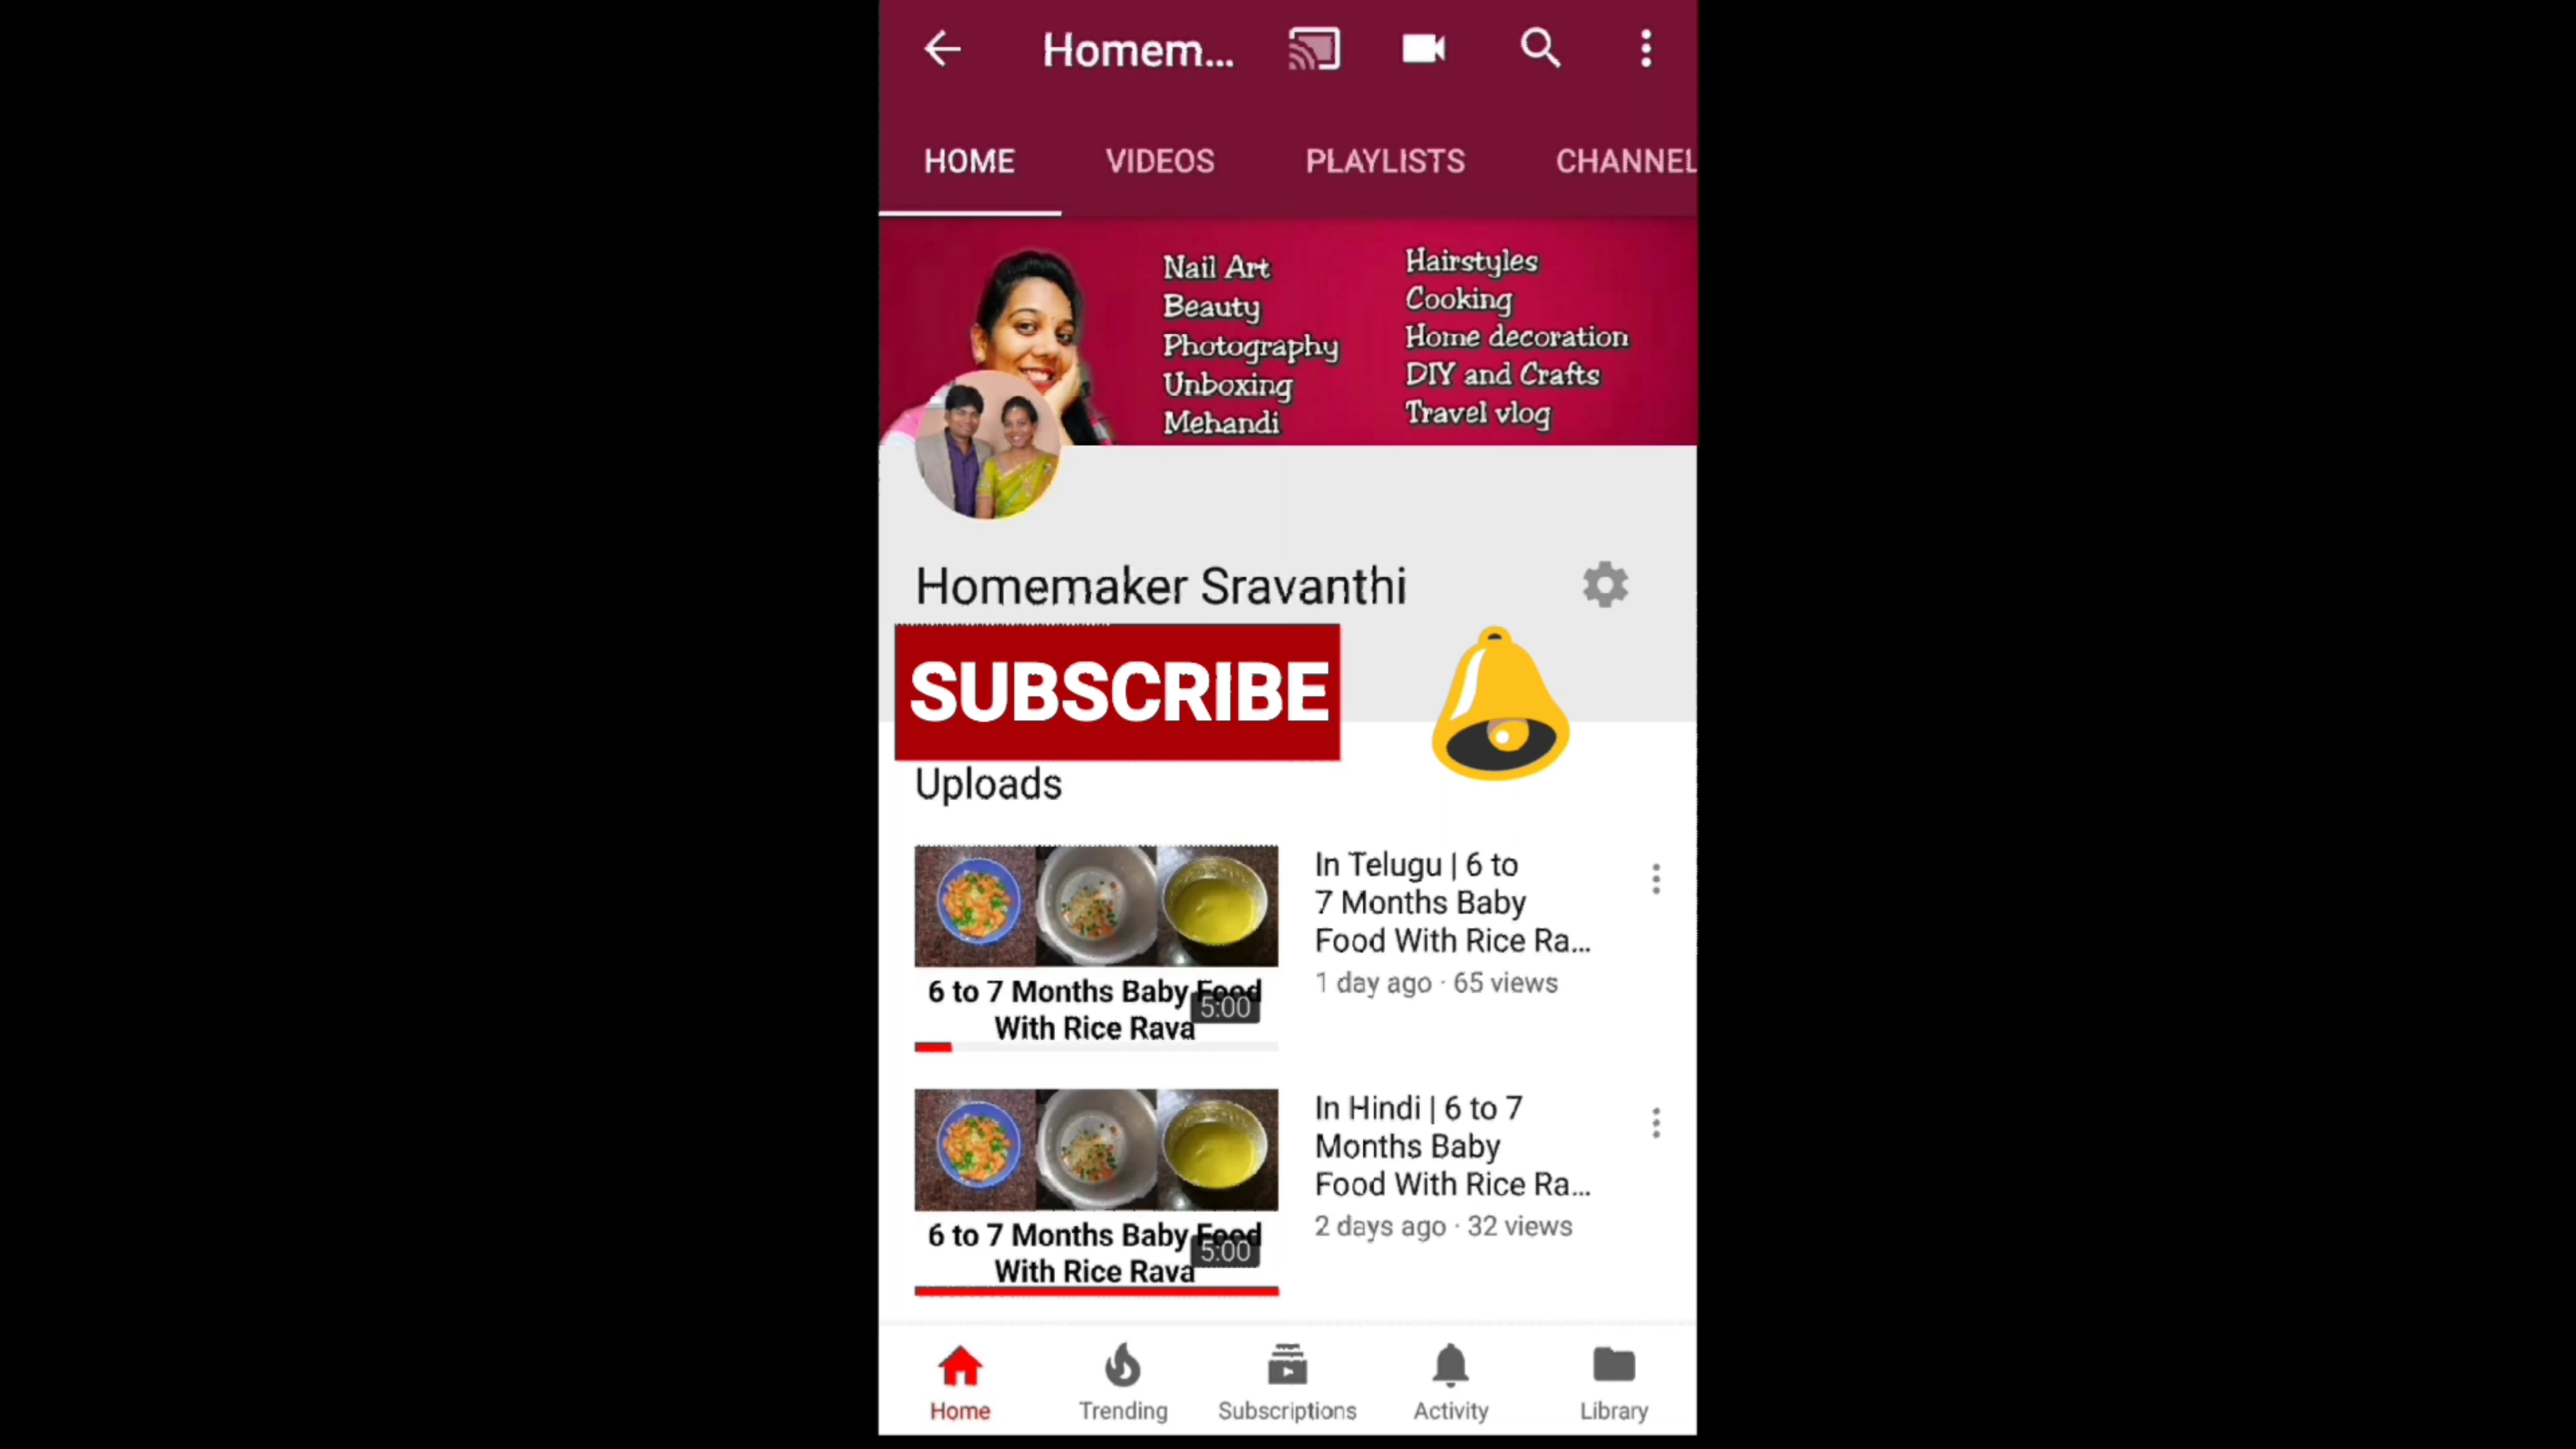 Homem...
HOME VIDEOS PLAYLISTS CHANNEL
Nail Art
Beauty
Photography
Unboxing
Mehandi
Hairstyles
Cooking
Home decoration
DIY and Crafts
Travel vlog
Homemaker Sravanthi
SUBSCRIBE
Uploads
6 to 7 Months Baby Food
With Rice Rava
5:00
In Telugu | 6 to
7 Months Baby
Food With Rice Ra...
1 day ago · 65 views
6 to 7 Months Baby Food
With Rice Rava
5:00
In Hindi | 6 to 7
Months Baby
Food With Rice Ra...
2 days ago · 32 views
Home Trending Subscriptions Activity Library